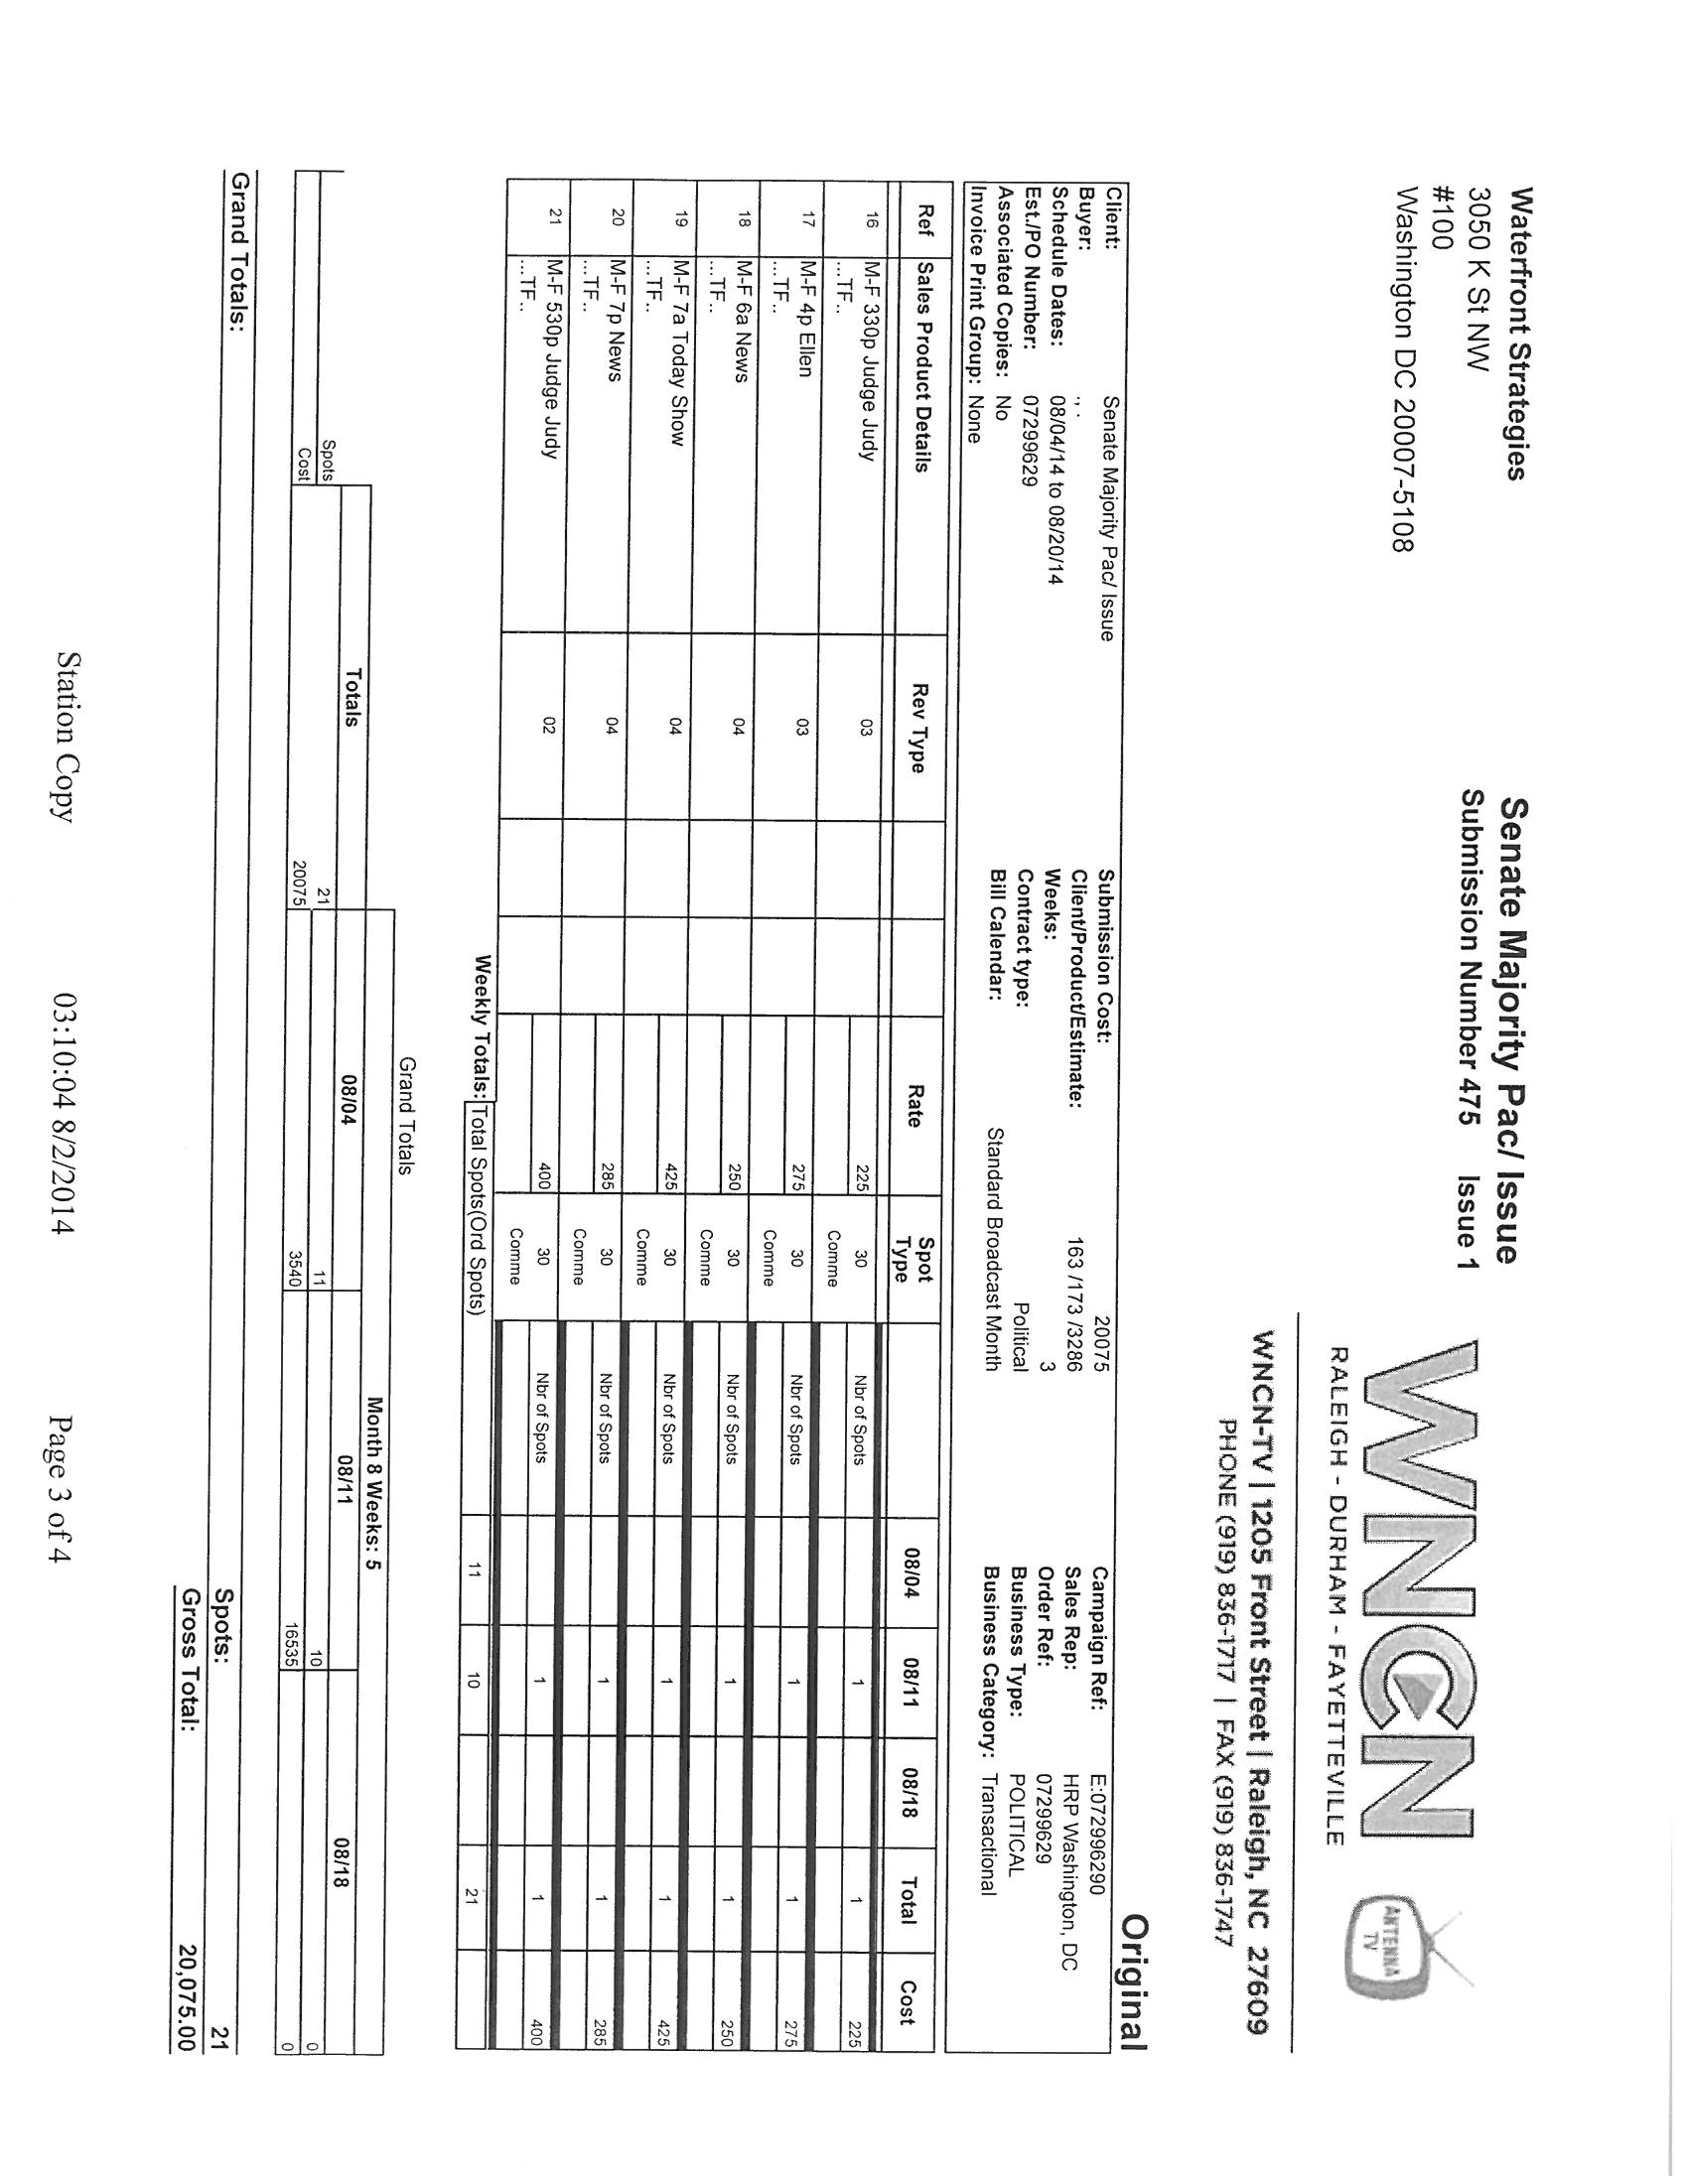 Waterfront Strategies
3050 K St NW
#100
Washington DC 20007-5108
Senate Majority Pac/ Issue
Submission Number 475 Issue 1
WNCN
RALEIGH - DURHAM - FAYETTEVILLE
ANTENNA
TV
WNCN-TV | 1205 Front Street | Raleigh, NC 27609
PHONE (919) 836-1717 | FAX (919) 836-1747
Original
Client: Senate Majority Pac/ Issue Submission Cost: 20075 Campaign Ref: E:072996290
Buyer: ., . Client/Product/Estimate: 163 /173 /3286 Sales Rep: HRP Washington, DC
Schedule Dates: 08/04/14 to 08/20/14 Weeks: 3 Order Ref: 07299629
Est./PO Number: 07299629 Contract type: Political Business Type: POLITICAL
Associated Copies: No Bill Calendar: Standard Broadcast Month Business Category: Transactional
Invoice Print Group: None
Ref Sales Product Details Rev Type Rate Spot Type 08/04 08/11 08/18 Total Cost
16 M-F 330p Judge Judy 03 225 30 Nbr of Spots 1 1 225
...TF.. Comme
17 M-F 4p Ellen 03 275 30 Nbr of Spots 1 1 275
...TF.. Comme
18 M-F 6a News 04 250 30 Nbr of Spots 1 1 250
...TF.. Comme
19 M-F 7a Today Show 04 425 30 Nbr of Spots 1 1 425
...TF.. Comme
20 M-F 7p News 04 285 30 Nbr of Spots 1 1 285
...TF.. Comme
21 M-F 530p Judge Judy 02 400 30 Nbr of Spots 1 1 400
...TF.. Comme
Weekly Totals: Total Spots(Ord Spots) 11 10 21
Grand Totals
Month 8 Weeks: 5
Totals 08/04 08/11 08/18
Spots 21 11 10 0
Cost 20075 3540 16535 0
Grand Totals: Spots: 21
Gross Total: 20,075.00
Station Copy 03:10:04 8/2/2014 Page 3 of 4